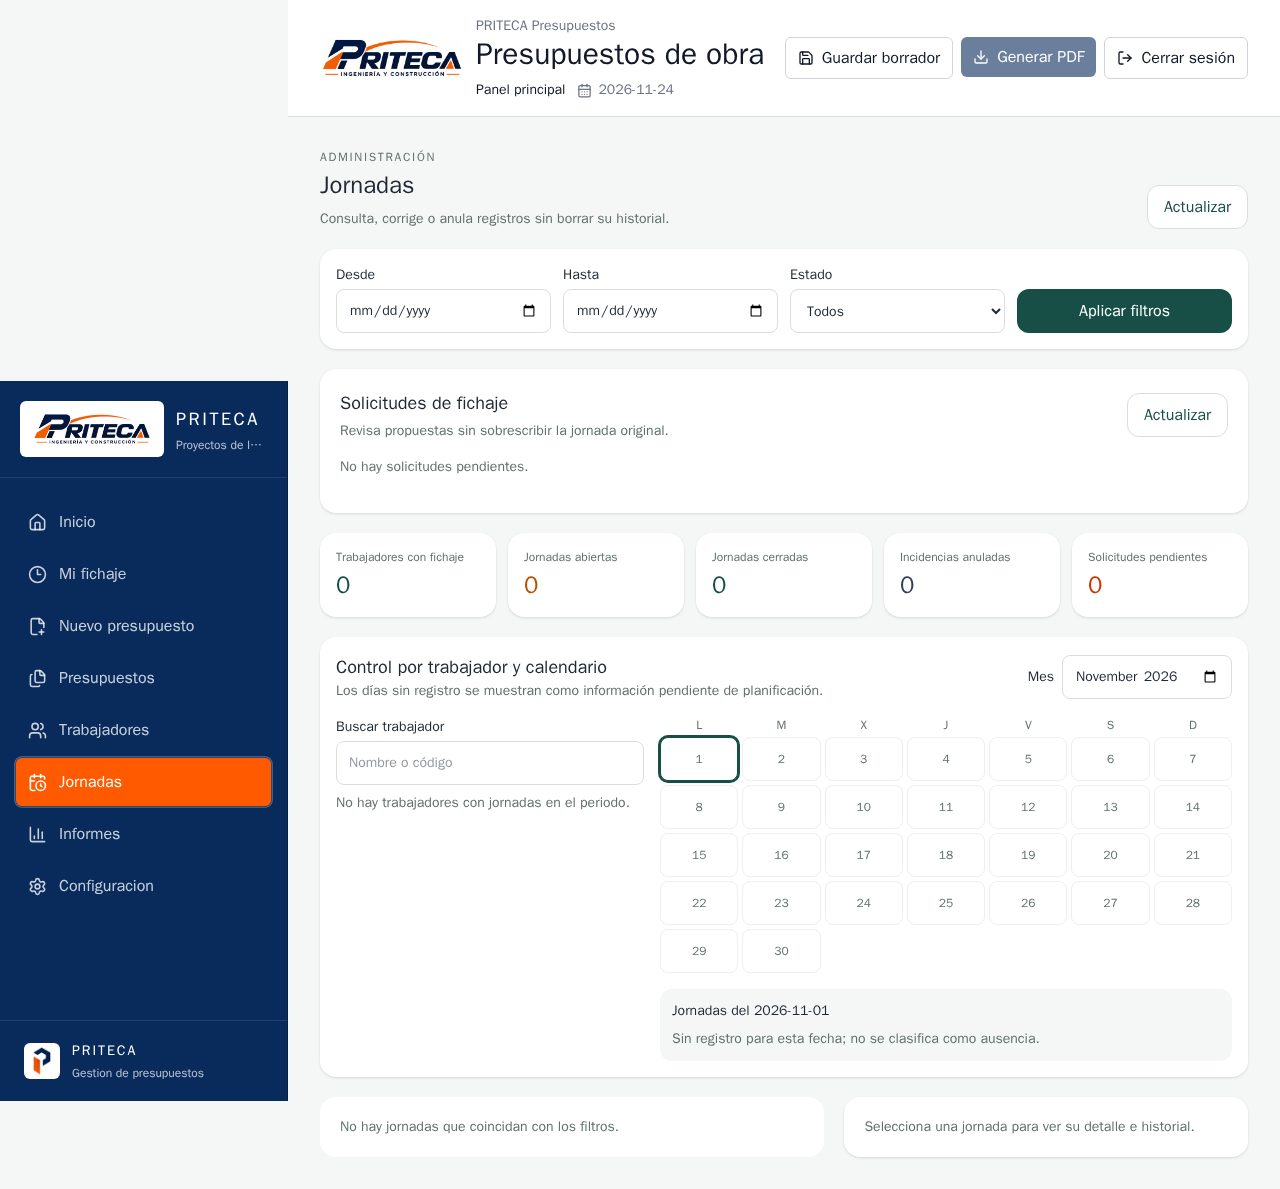 PRITECA
INGENIERÍA Y CONSTRUCCIÓN
PRITECA Presupuestos
Presupuestos de obra
Panel principal
2026-11-24
Guardar borrador
Generar PDF
Cerrar sesión
PRITECA
INGENIERÍA Y CONSTRUCCIÓN
PRITECA
Proyectos de I…
Inicio
Mi fichaje
Nuevo presupuesto
Presupuestos
Trabajadores
Jornadas
Informes
Configuracion
PRITECA
Gestion de presupuestos
ADMINISTRACIÓN
Jornadas
Consulta, corrige o anula registros sin borrar su historial.
Actualizar
Desde
Hasta
Estado
mm/dd/yyyy
mm/dd/yyyy
Todos
Aplicar filtros
Solicitudes de fichaje
Revisa propuestas sin sobrescribir la jornada original.
Actualizar
No hay solicitudes pendientes.
Trabajadores con fichaje
0
Jornadas abiertas
0
Jornadas cerradas
0
Incidencias anuladas
0
Solicitudes pendientes
0
Control por trabajador y calendario
Los días sin registro se muestran como información pendiente de planificación.
Mes
November 2026
Buscar trabajador
Nombre o código
No hay trabajadores con jornadas en el periodo.
L M X J V S D
1 2 3 4 5 6 7
8 9 10 11 12 13 14
15 16 17 18 19 20 21
22 23 24 25 26 27 28
29 30
Jornadas del 2026-11-01
Sin registro para esta fecha; no se clasifica como ausencia.
No hay jornadas que coincidan con los filtros.
Selecciona una jornada para ver su detalle e historial.